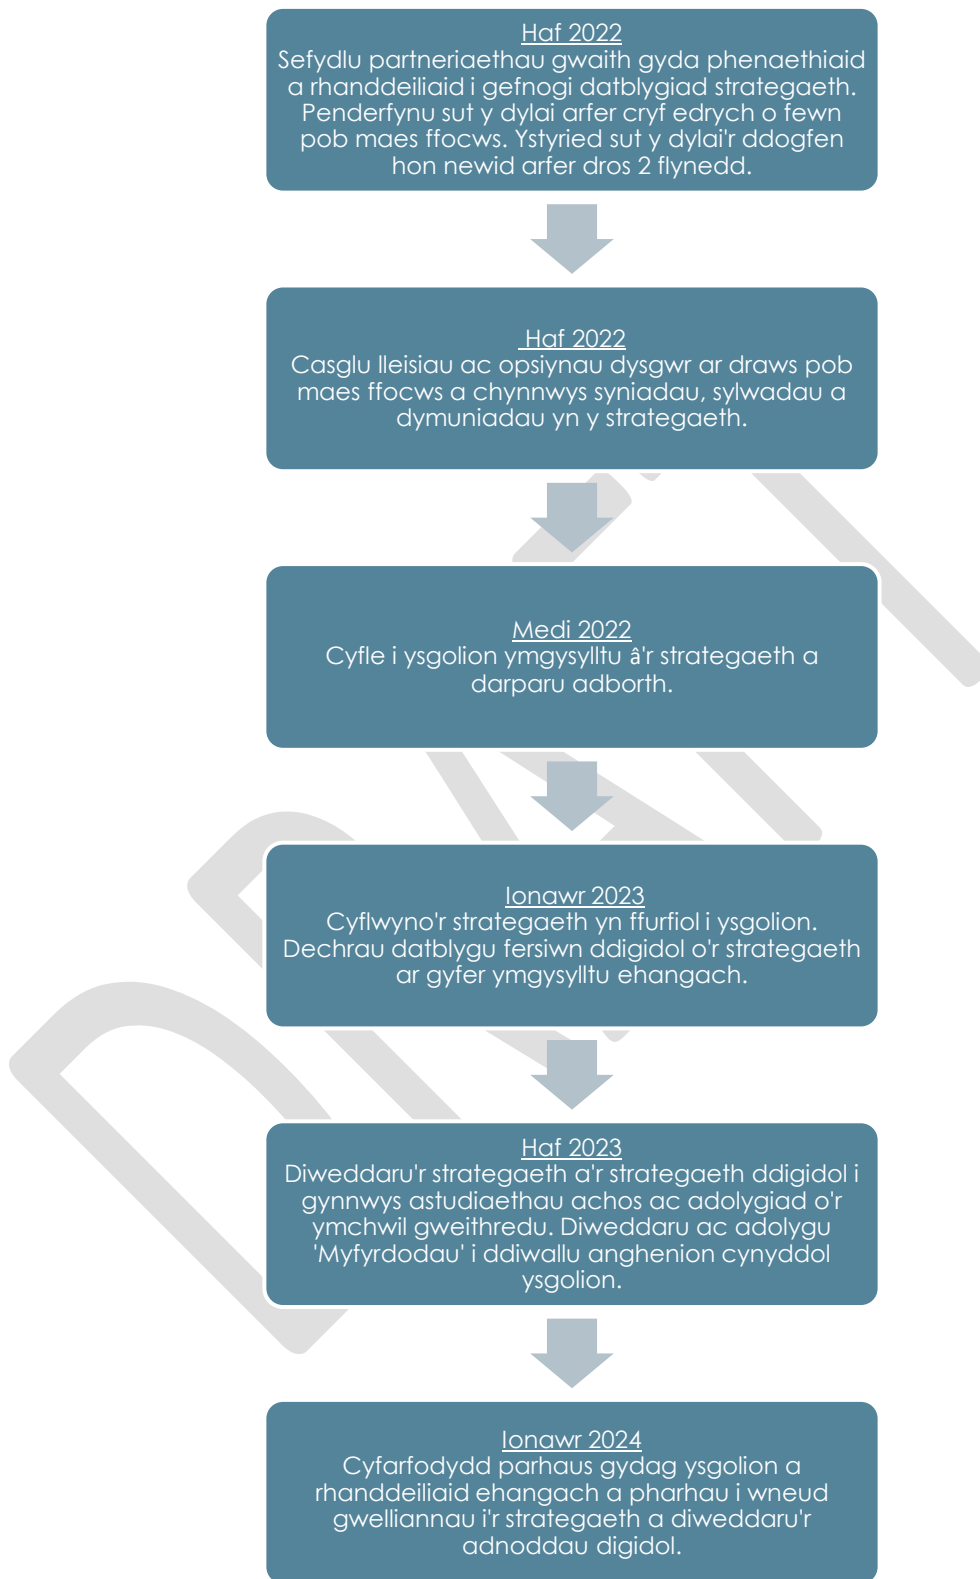 Haf 2022
Sefydlu partneriaethau gwaith gyda phenaethiaid
a rhanddeiliaid i gefnogi datblygiad strategaeth.
Penderfynu sut y dylai arfer cryf edrych o fewn
pob maes ffocws. Ystyried sut y dylai'r ddogfen
hon newid arfer dros 2 flynedd.
Haf 2022
Casglu lleisiau ac opsiynau dysgwr ar draws pob
maes ffocws a chynnwys syniadau, sylwadau a
dymuniadau yn y strategaeth.
Medi 2022
Cyfle i ysgolion ymgysylltu â'r strategaeth a
darparu adborth.
Ionawr 2023
Cyflwyno'r strategaeth yn ffurfiol i ysgolion.
Dechrau datblygu fersiwn ddigidol o'r strategaeth
ar gyfer ymgysylltu ehangach.
Haf 2023
Diweddaru'r strategaeth a'r strategaeth ddigidol i
gynnwys astudiaethau achos ac adolygiad o'r
ymchwil gweithredu. Diweddaru ac adolygu
'Myfyrdodau' i ddiwallu anghenion cynyddol
ysgolion.
Ionawr 2024
Cyfarfodydd parhaus gydag ysgolion a
rhanddeiliaid ehangach a pharhau i wneud
gwelliannau i'r strategaeth a diweddaru'r
adnoddau digidol.
DRAFT